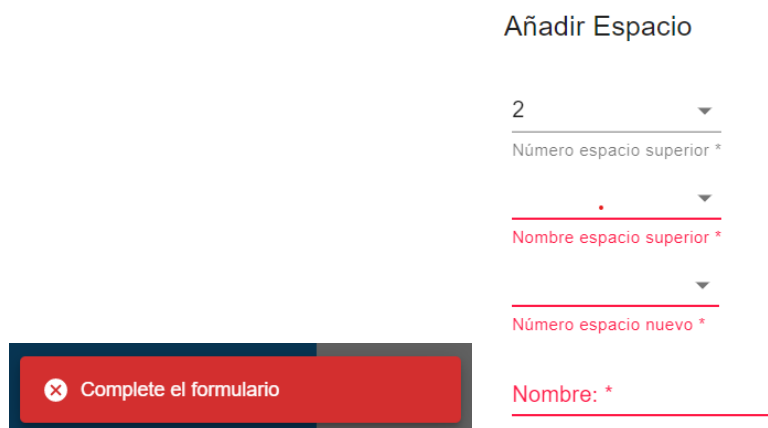 Añadir Espacio
2
Número espacio superior *
Nombre espacio superior *
Número espacio nuevo *
Complete el formulario
Nombre: *